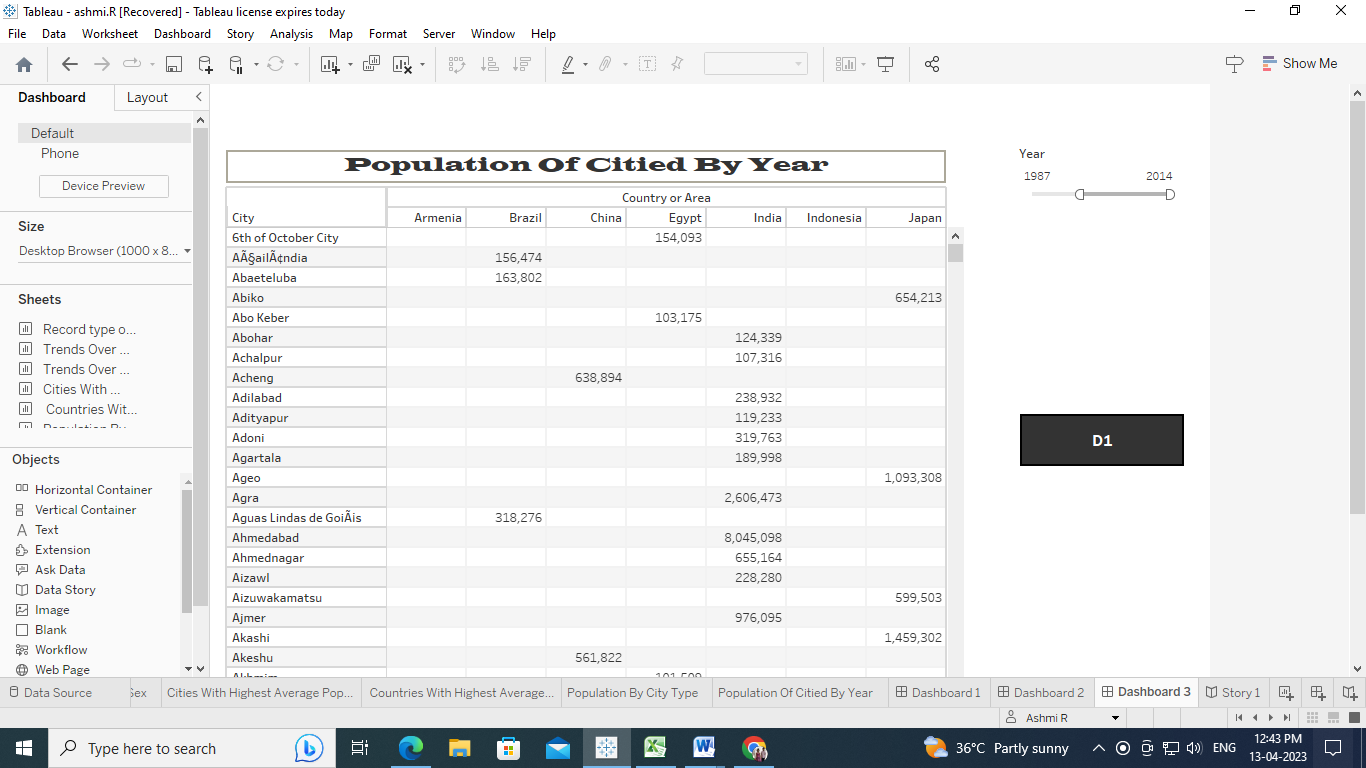 Tableau - ashmi.R [Recovered] - Tableau license expires today
File Data Worksheet Dashboard Story Analysis Map Format Server Window Help
Show Me
Dashboard Layout
Default
Phone
Device Preview
Size
Desktop Browser (1000 x 8...
Sheets
Record type o...
Trends Over ...
Trends Over ...
Cities With ...
Countries Wit...
Objects
Horizontal Container
Vertical Container
Text
Extension
Ask Data
Data Story
Image
Blank
Workflow
Web Page
Population Of Citied By Year
Country or Area
City Armenia Brazil China Egypt India Indonesia Japan
6th of October City 154,093
AÃ§ailÃ¢ndia 156,474
Abaeteluba 163,802
Abiko 654,213
Abo Keber 103,175
Abohar 124,339
Achalpur 107,316
Acheng 638,894
Adilabad 238,932
Adityapur 119,233
Adoni 319,763
Agartala 189,998
Ageo 1,093,308
Agra 2,606,473
Aguas Lindas de GoiÃis 318,276
Ahmedabad 8,045,098
Ahmednagar 655,164
Aizawl 228,280
Aizuwakamatsu 599,503
Ajmer 976,095
Akashi 1,459,302
Akeshu 561,822
Year
1987 2014
D1
Data Source Sex Cities With Highest Average Pop... Countries With Highest Average... Population By City Type Population Of Citied By Year Dashboard 1 Dashboard 2 Dashboard 3 Story 1
Ashmi R
Type here to search
36°C Partly sunny
ENG
12:43 PM
13-04-2023